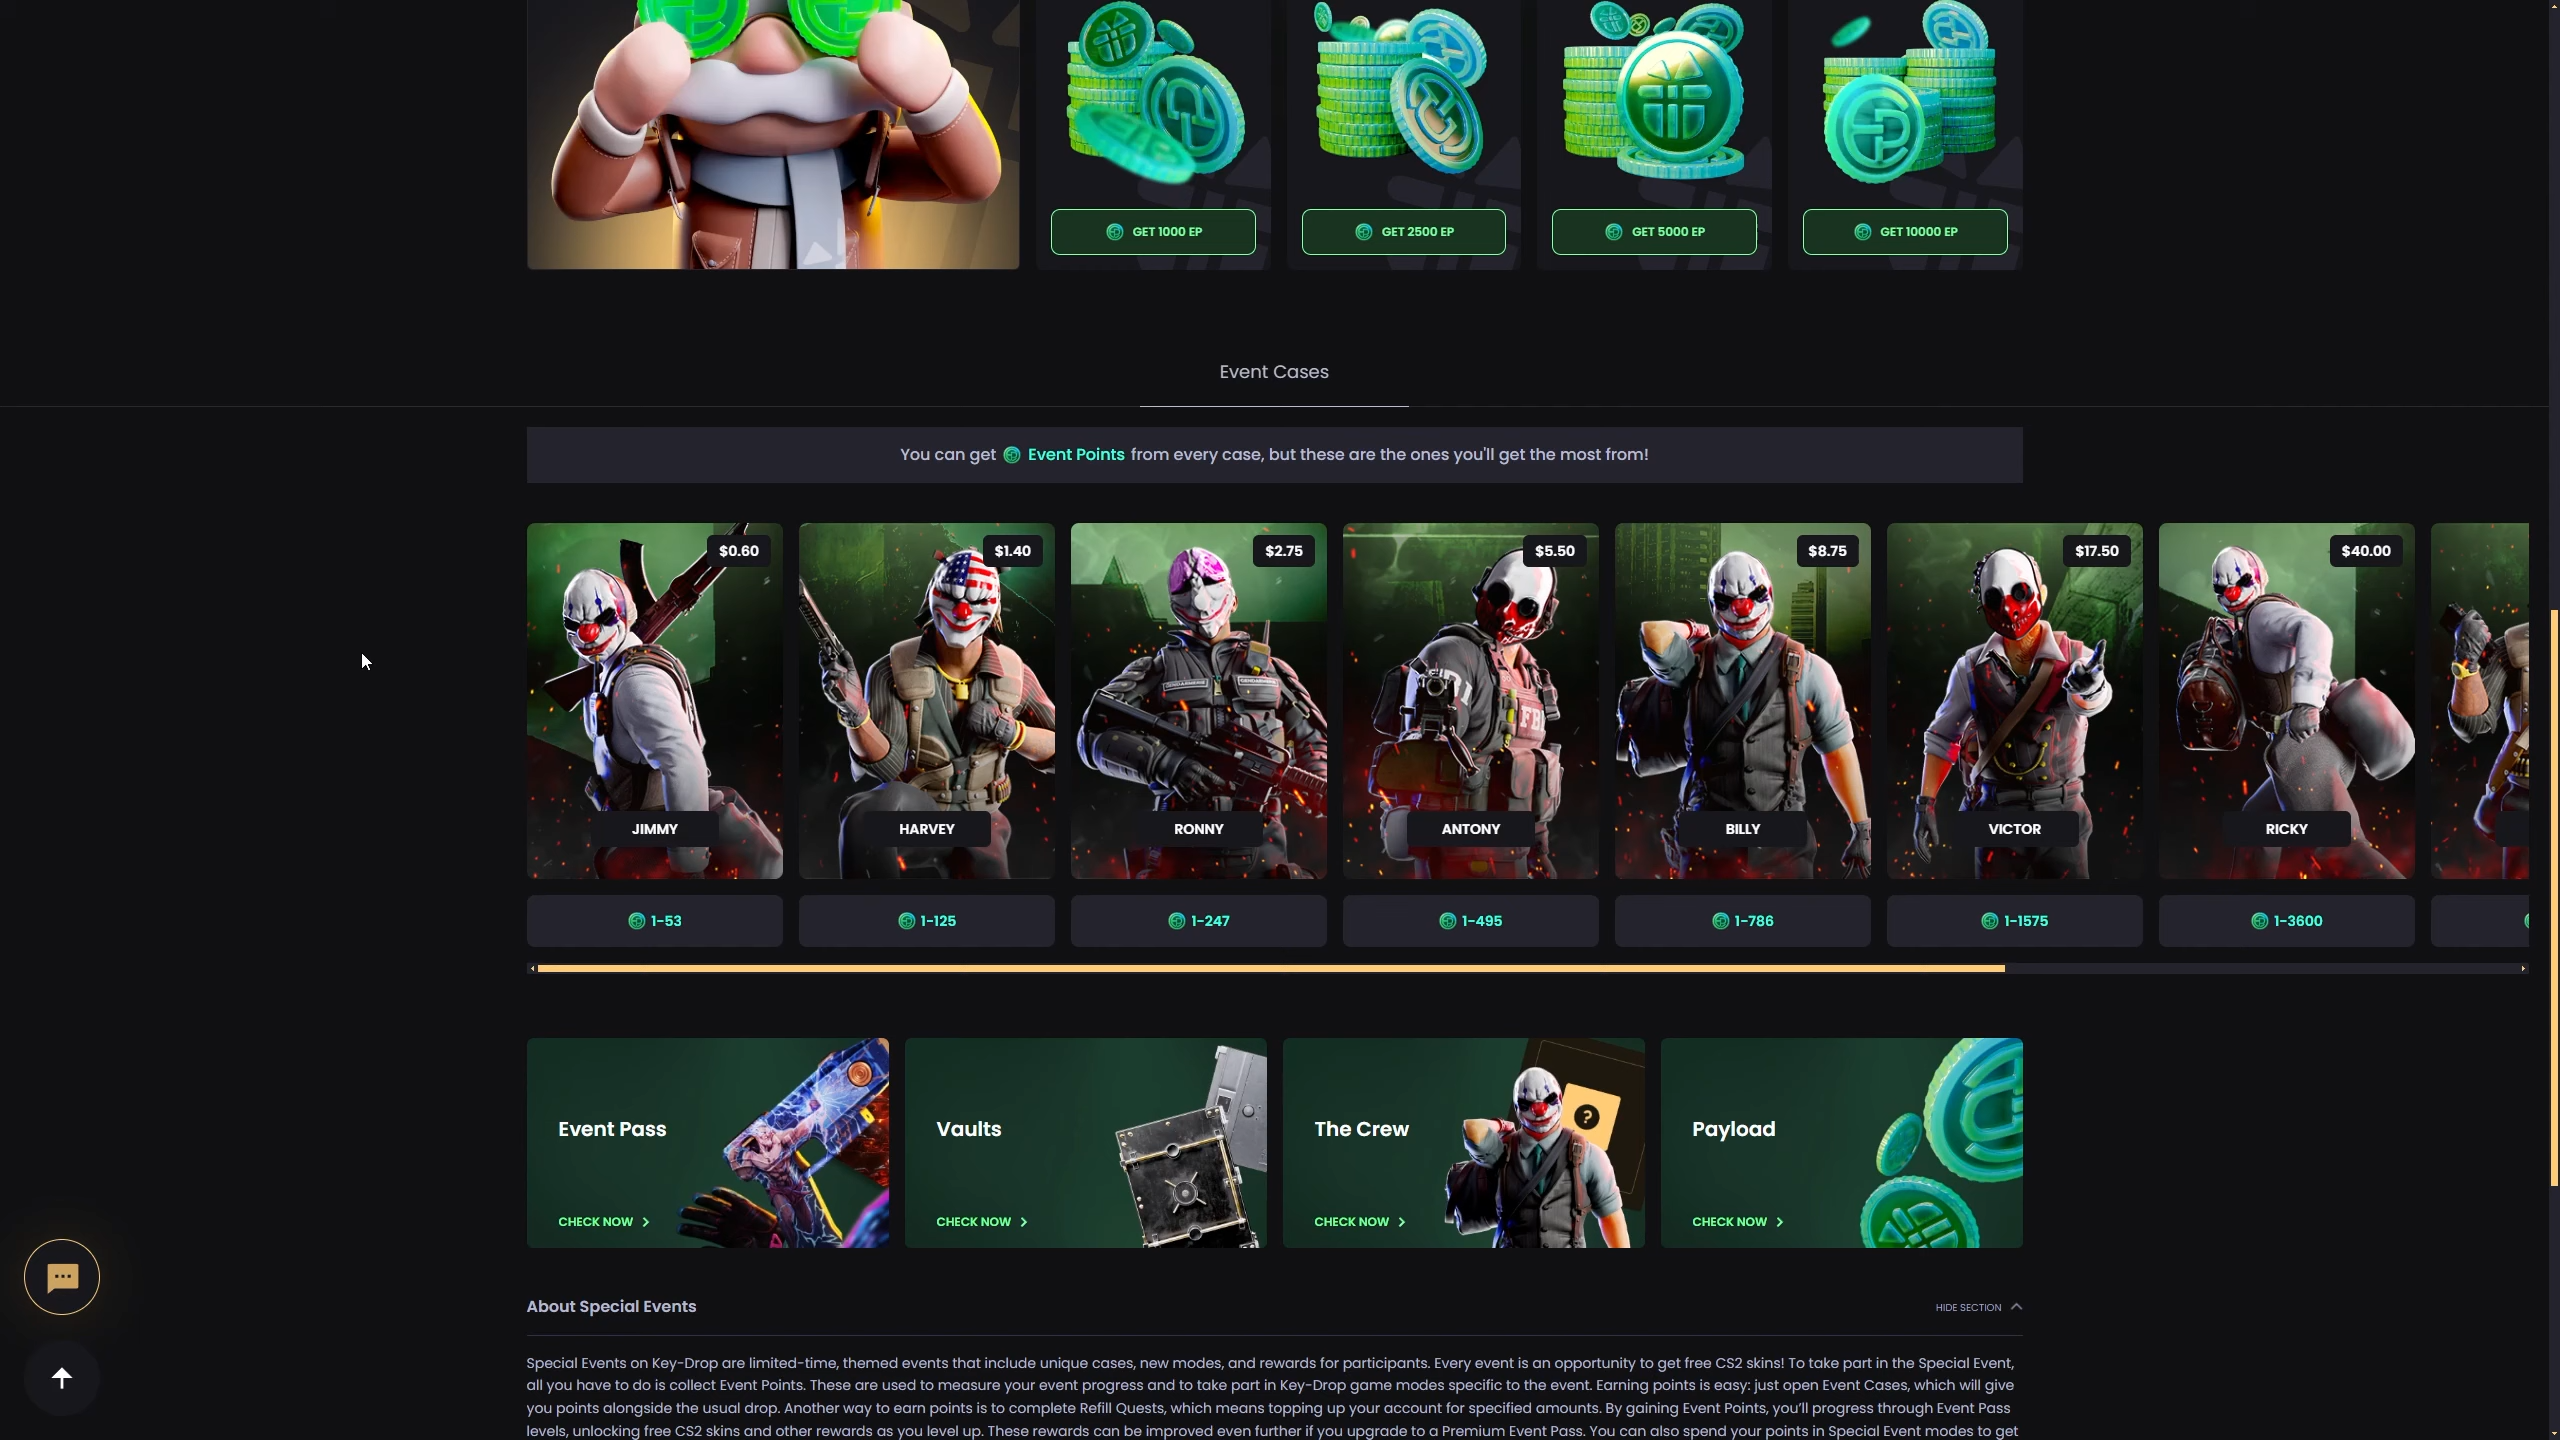 GET 1000 EP
GET 2500 EP
GET 5000 EP
GET 10000 EP
Event Cases
You can get Event Points from every case, but these are the ones you'll get the most from!
$0.60
$1.40
$2.75
$5.50
$8.75
$17.50
$40.00
GENDARMERIE
FBI
JIMMY
HARVEY
RONNY
ANTONY
BILLY
VICTOR
RICKY
1-53
1-125
1-247
1-495
1-786
1-1575
1-3600
Event Pass
Vaults
The Crew
Payload
?
CHECK NOW
CHECK NOW
CHECK NOW
CHECK NOW
About Special Events
HIDE SECTION
Special Events on Key-Drop are limited-time, themed events that include unique cases, new modes, and rewards for participants. Every event is an opportunity to get free CS2 skins! To take part in the Special Event,
all you have to do is collect Event Points. These are used to measure your event progress and to take part in Key-Drop game modes specific to the event. Earning points is easy: just open Event Cases, which will give
you points alongside the usual drop. Another way to earn points is to complete Refill Quests, which means topping up your account for specified amounts. By gaining Event Points, you'll progress through Event Pass
levels, unlocking free CS2 skins and other rewards as you level up. These rewards can be improved even further if you upgrade to a Premium Event Pass. You can also spend your points in Special Event modes to get